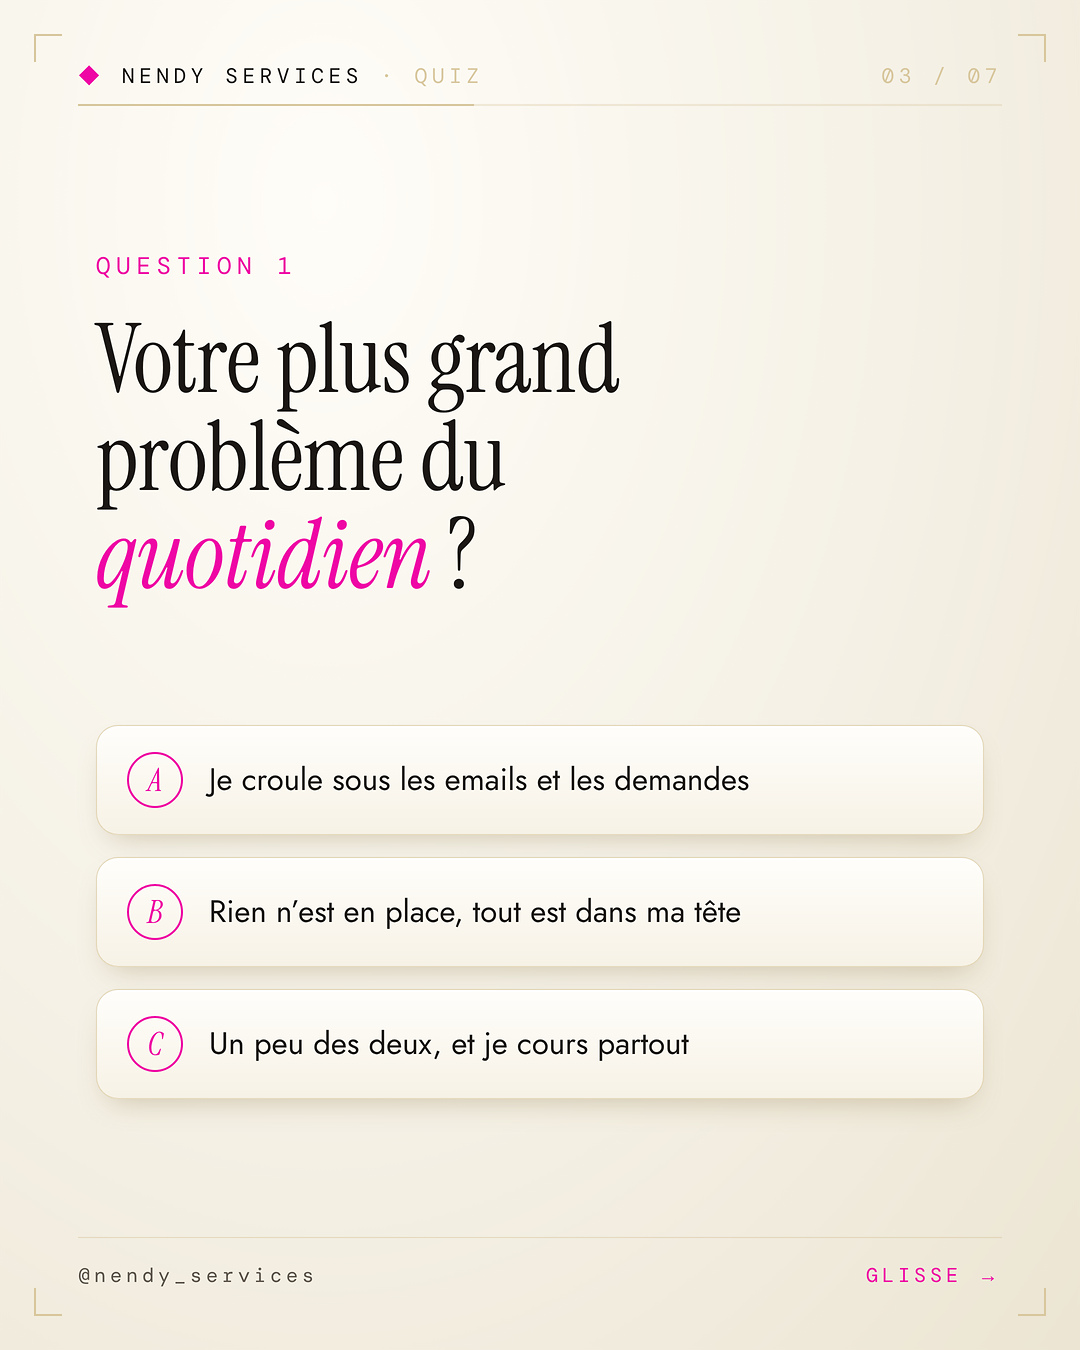 ◆ NENDY SERVICES · QUIZ
03 / 07
QUESTION 1
Votre plus grand
problème du
quotidien ?
A Je croule sous les emails et les demandes
B Rien n’est en place, tout est dans ma tête
C Un peu des deux, et je cours partout
@nendy_services
GLISSE →